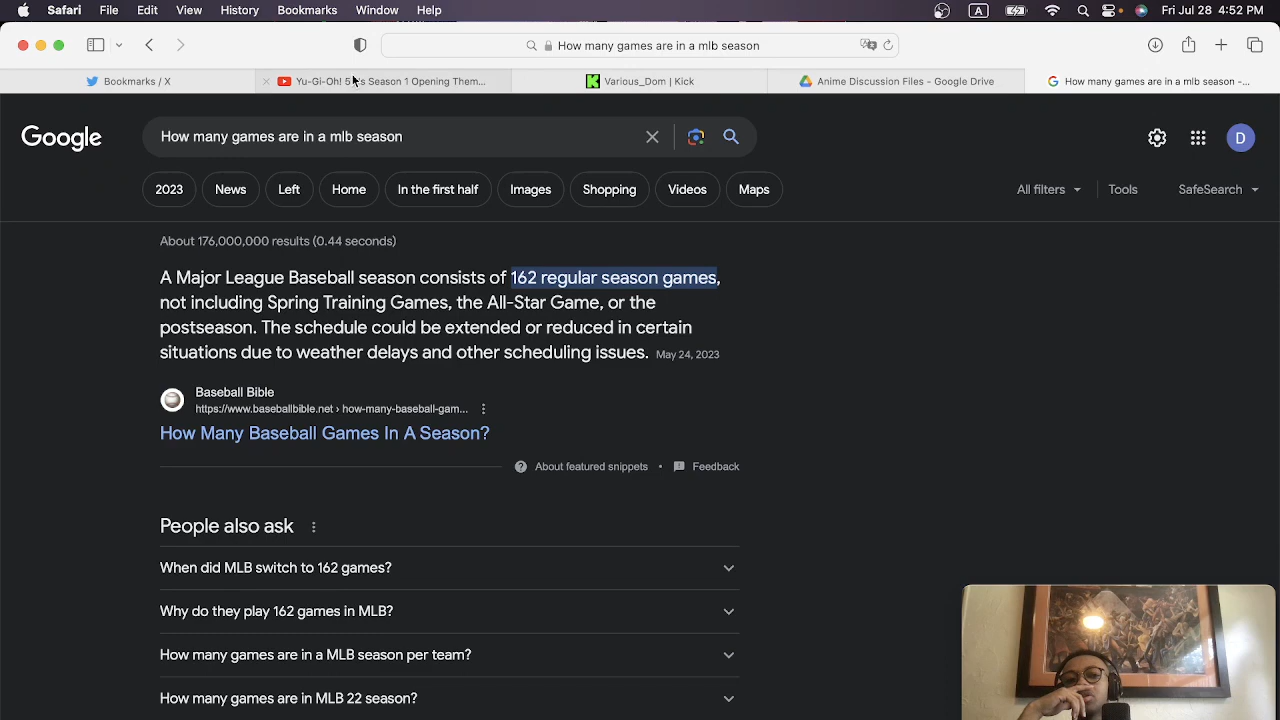 Safari File Edit View History Bookmarks Window Help A Fri Jul 28 4:52 PM
How many games are in a mlb season
Bookmarks / X
Yu-Gi-Oh! 5 s Season 1 Opening Them...
Various_Dom | Kick
Anime Discussion Files - Google Drive
How many games are in a mlb season -...
Google
How many games are in a mlb season
D
2023 News Left Home In the first half Images Shopping Videos Maps All filters Tools SafeSearch
About 176,000,000 results (0.44 seconds)
A Major League Baseball season consists of 162 regular season games,
not including Spring Training Games, the All-Star Game, or the
postseason. The schedule could be extended or reduced in certain
situations due to weather delays and other scheduling issues. May 24, 2023
Baseball Bible
https://www.baseballbible.net › how-many-baseball-gam...
How Many Baseball Games In A Season?
About featured snippets • Feedback
People also ask
When did MLB switch to 162 games?
Why do they play 162 games in MLB?
How many games are in a MLB season per team?
How many games are in MLB 22 season?